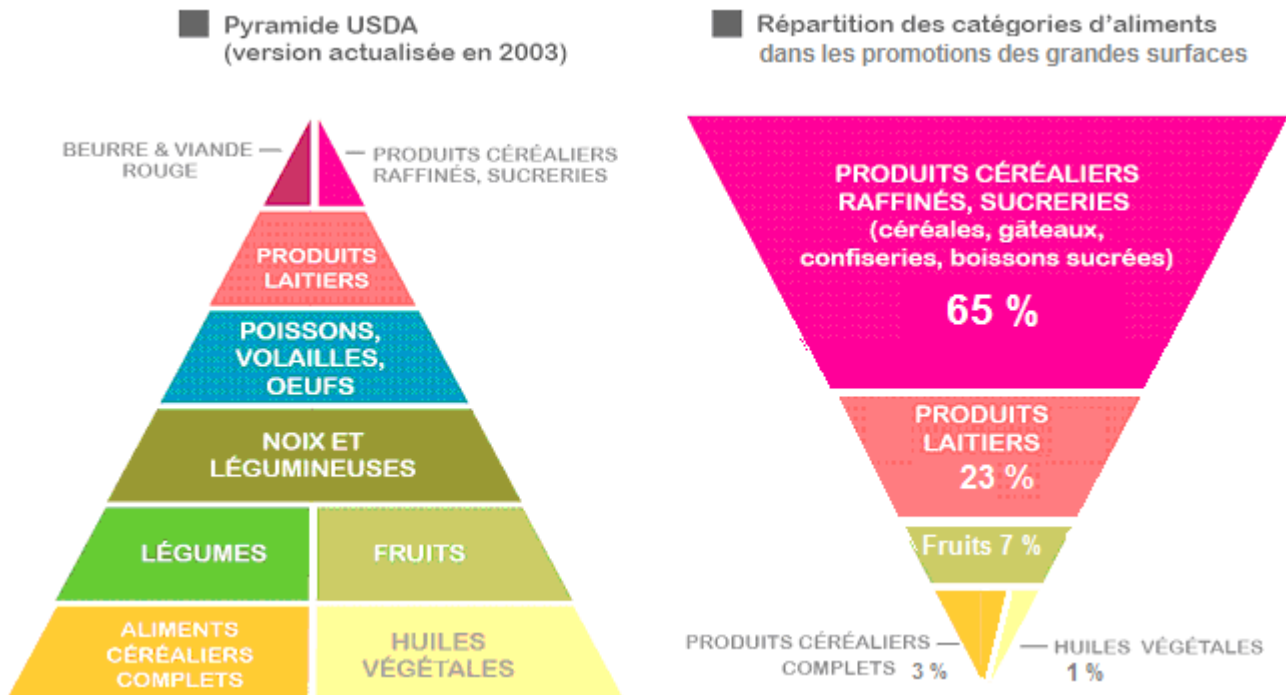 Pyramide USDA
(version actualisée en 2003)
BEURRE & VIANDE
ROUGE
PRODUITS CÉRÉALIERS
RAFFINÉS, SUCRERIES
PRODUITS
LAITIERS
POISSONS,
VOLAILLES,
OEUFS
NOIX ET
LÉGUMINEUSES
LÉGUMES
FRUITS
ALIMENTS
CÉRÉALIERS
COMPLETS
HUILES
VÉGÉTALES
Répartition des catégories d'aliments
dans les promotions des grandes surfaces
PRODUITS CÉRÉALIERS
RAFFINÉS, SUCRERIES
(céréales, gâteaux,
confiseries, boissons sucrées)
65 %
PRODUITS
LAITIERS
23 %
Fruits 7 %
PRODUITS CÉRÉALIERS
COMPLETS 3 %
HUILES VÉGÉTALES
1 %